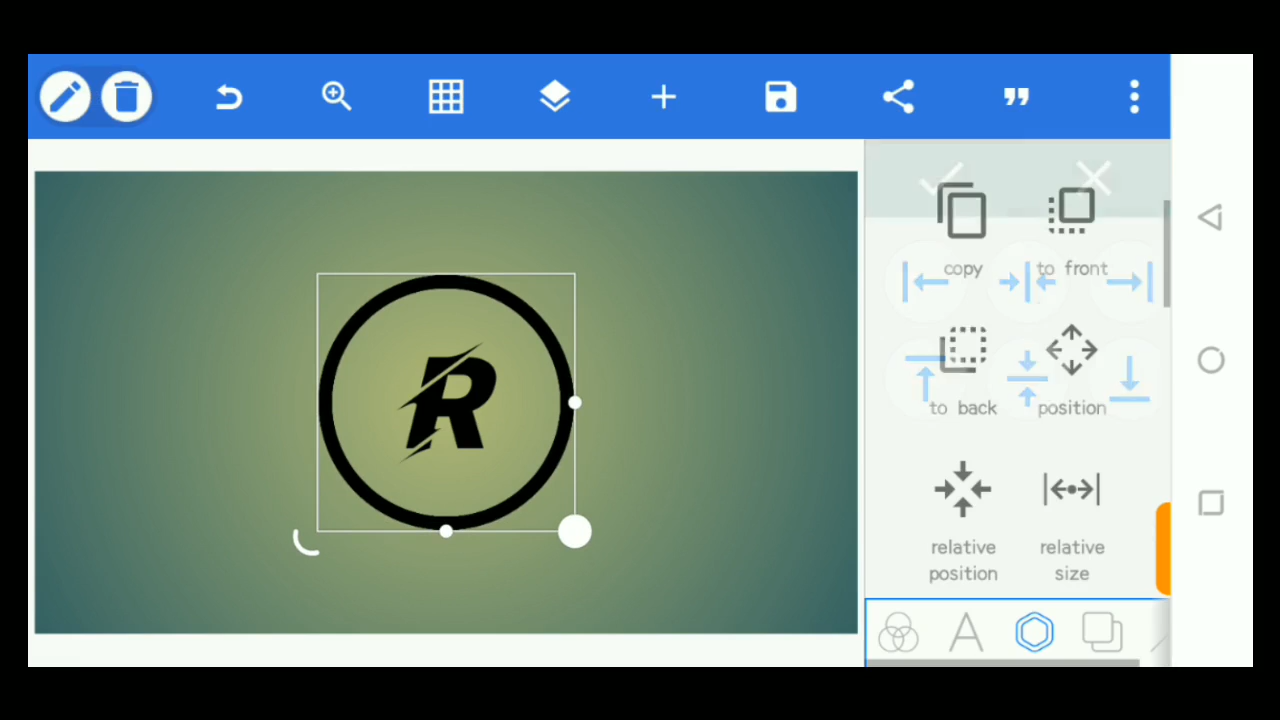 copy to front
R
to back position
relative relative
position size